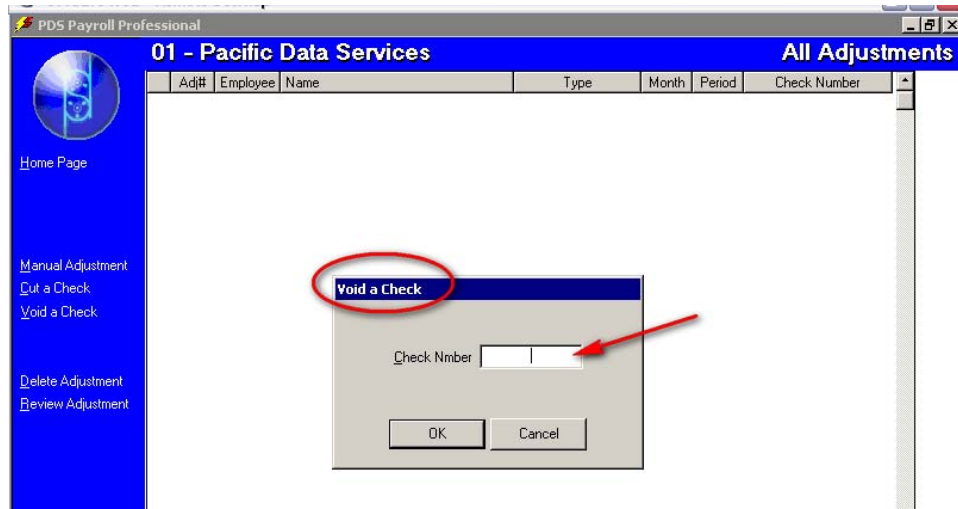 PDS Payroll Professional
01 - Pacific Data Services All Adjustments
Adj# Employee Name Type Month Period Check Number
Home Page
Manual Adjustment
Cut a Check
Void a Check
Delete Adjustment
Review Adjustment
Void a Check
Check Nmber
OK Cancel